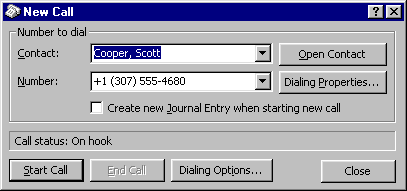 New Call
Number to dial
Contact: Cooper, Scott Open Contact
Number: +1 (307) 555-4680 Dialing Properties...
Create new Journal Entry when starting new call
Call status: On hook
Start Call End Call Dialing Options... Close